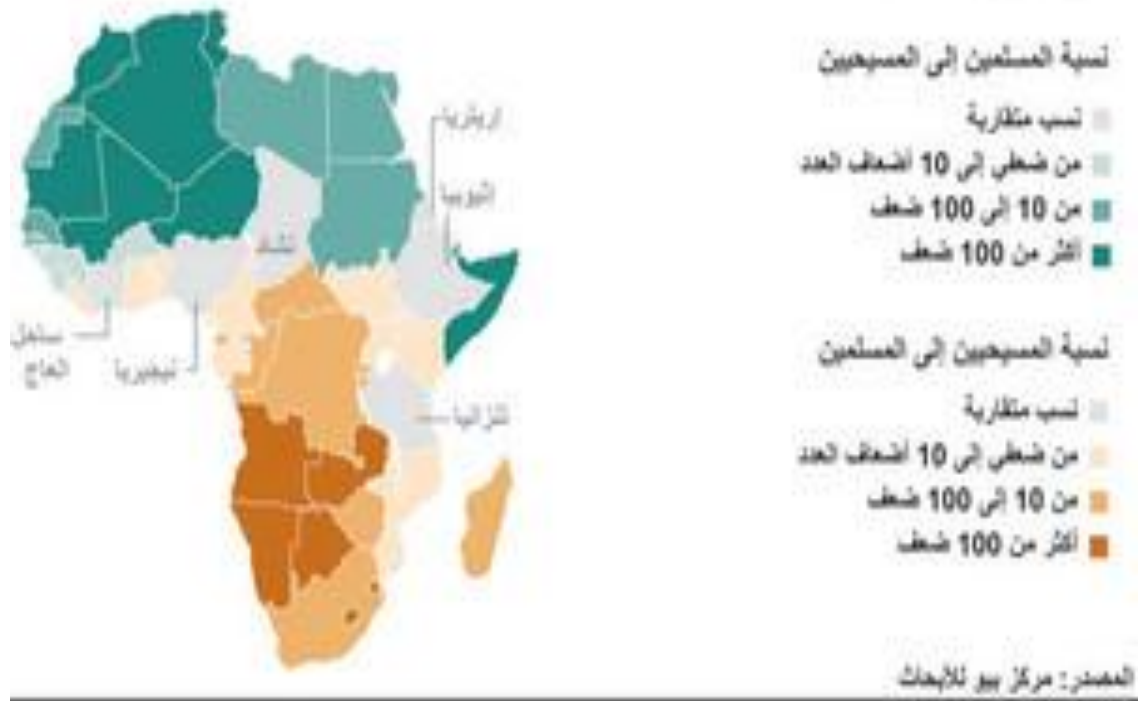 نسبة المسلمين إلى المسيحيين
نسب متقاربة
من ضعفي إلى 10 أضعاف العدد
من 10 إلى 100 ضعف
أكثر من 100 ضعف
نسبة المسيحيين إلى المسلمين
نسب متقاربة
من ضعفي إلى 10 أضعاف العدد
من 10 إلى 100 ضعف
أكثر من 100 ضعف
المصدر: مركز بيو للأبحاث
اريتريا
إثيوبيا
تشاد
ساحل
العاج
نيجيريا
تنزانيا